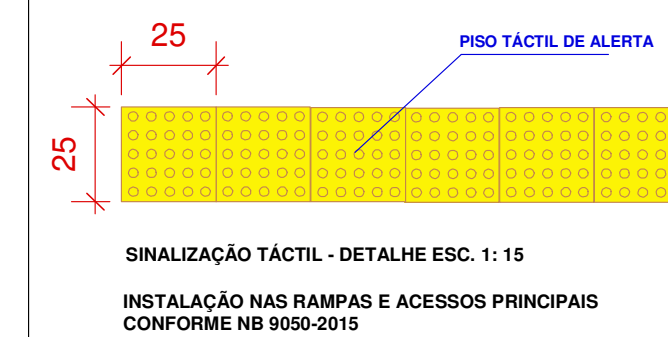 25
PISO TÁCTIL DE ALERTA
25
SINALIZAÇÃO TÁCTIL - DETALHE ESC. 1: 15
INSTALAÇÃO NAS RAMPAS E ACESSOS PRINCIPAIS
CONFORME NB 9050-2015